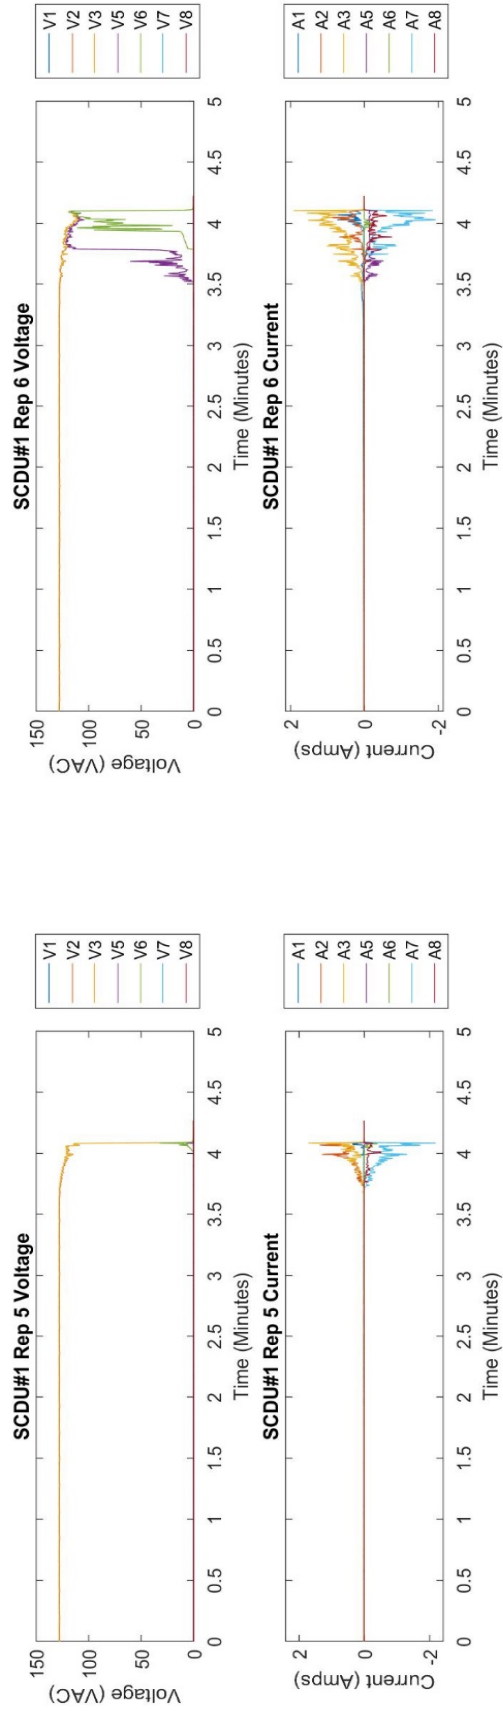 SCDU#1 Rep 5 Voltage
Voltage (VAC)
150
100
50
0
0 0.5 1 1.5 2 2.5 3 3.5 4 4.5 5
Time (Minutes)
V1
V2
V3
V5
V6
V7
V8
SCDU#1 Rep 5 Current
Current (Amps)
2
0
-2
0 0.5 1 1.5 2 2.5 3 3.5 4 4.5 5
Time (Minutes)
A1
A2
A3
A5
A6
A7
A8
SCDU#1 Rep 6 Voltage
Voltage (VAC)
150
100
50
0
0 0.5 1 1.5 2 2.5 3 3.5 4 4.5 5
Time (Minutes)
V1
V2
V3
V5
V6
V7
V8
SCDU#1 Rep 6 Current
Current (Amps)
2
0
-2
0 0.5 1 1.5 2 2.5 3 3.5 4 4.5 5
Time (Minutes)
A1
A2
A3
A5
A6
A7
A8